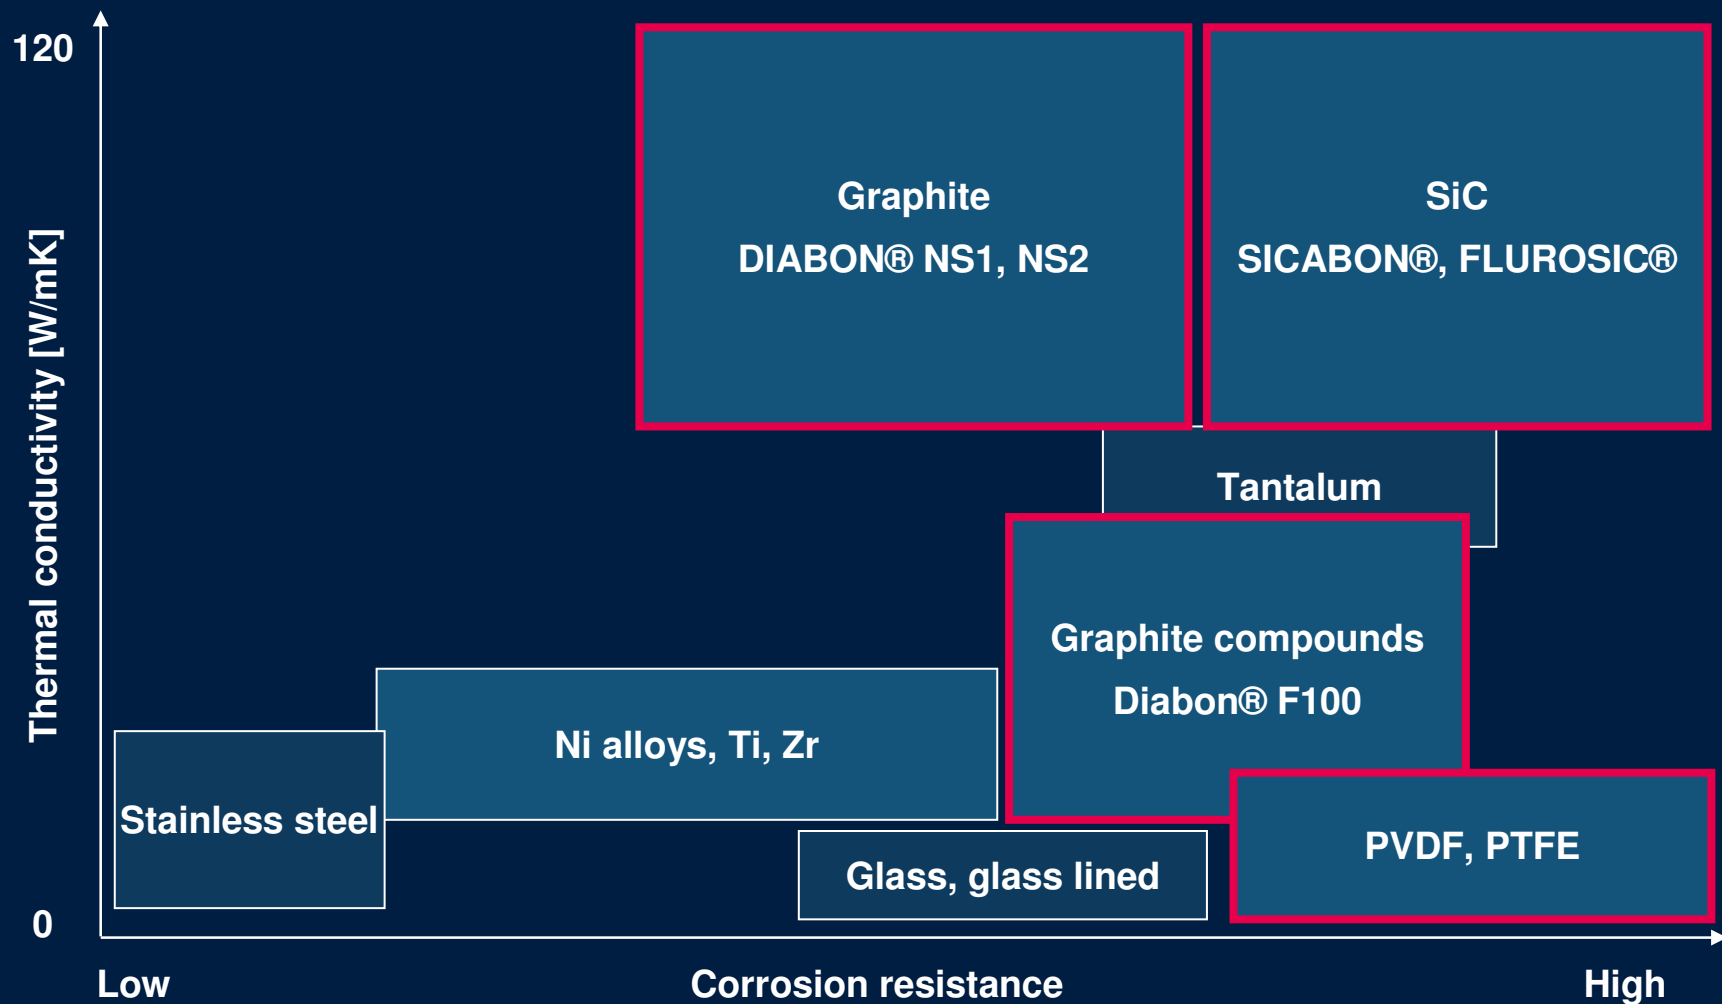 120
Thermal conductivity [W/mK]
Graphite
DIABON® NS1, NS2
SiC
SICABON®, FLUROSIC®
Tantalum
Graphite compounds
Diabon® F100
Ni alloys, Ti, Zr
Stainless steel
PVDF, PTFE
Glass, glass lined
0
Low
Corrosion resistance
High